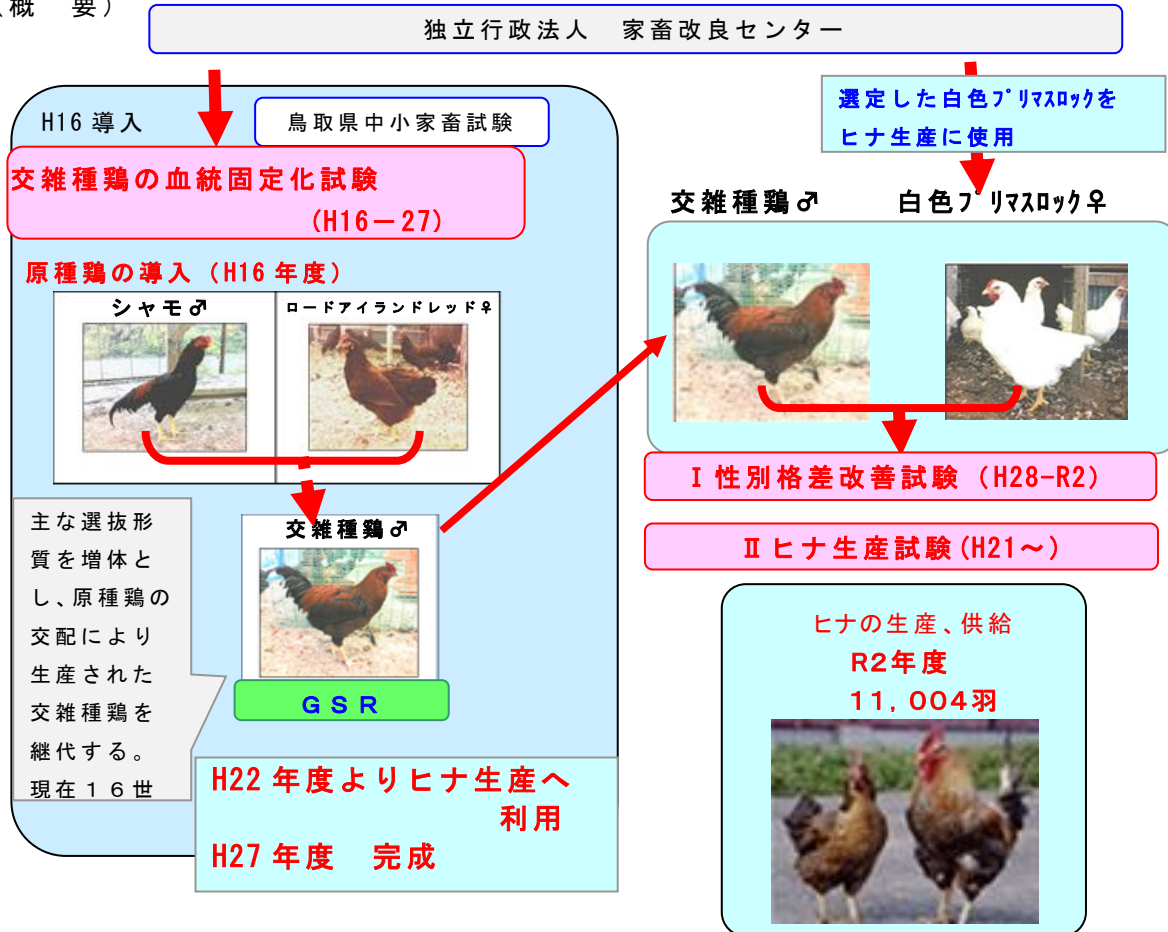 （概　要）
独立行政法人　家畜改良センター
H16 導入
鳥取県中小家畜試験
交雑種鶏の血統固定化試験
(H16－27)
原種鶏の導入（H16 年度）
シャモ♂
ロードアイランドレッド♀
主な選抜形
質を増体と
し、原種鶏の
交配により
生産された
交雑種鶏を
継代する。
現在１６世
交雑種鶏♂
ＧＳＲ
H22 年度よりヒナ生産へ
利用
H27 年度　完成
選定した白色プリマスロックを
ヒナ生産に使用
交雑種鶏♂
白色プリマスロック♀
Ⅰ 性別格差改善試験（H28-R2）
Ⅱ ヒナ生産試験(H21～)
ヒナの生産、供給
R2年度
11，004羽